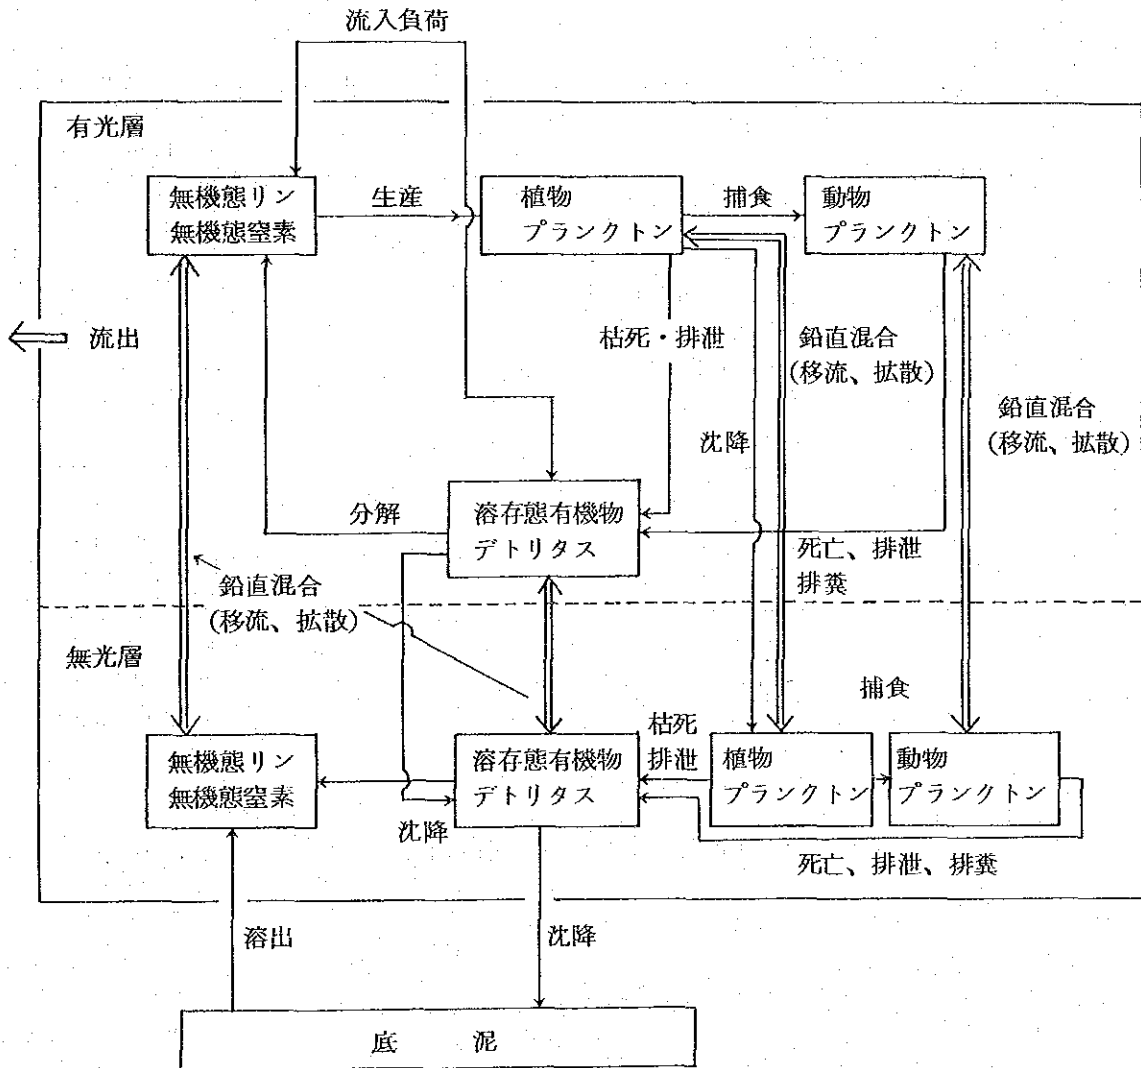 流入負荷
有光層
無機態リン
無機態窒素
生産
植物
プランクトン
捕食
動物
プランクトン
流出
枯死・排泄
鉛直混合
(移流、拡散)
鉛直混合
(移流、拡散)
沈降
分解
溶存態有機物
デトリタス
死亡、排泄
排糞
鉛直混合
(移流、拡散)
無光層
捕食
枯死
排泄
無機態リン
無機態窒素
溶存態有機物
デトリタス
植物
プランクトン
動物
プランクトン
沈降
死亡、排泄、排糞
溶出
沈降
底泥